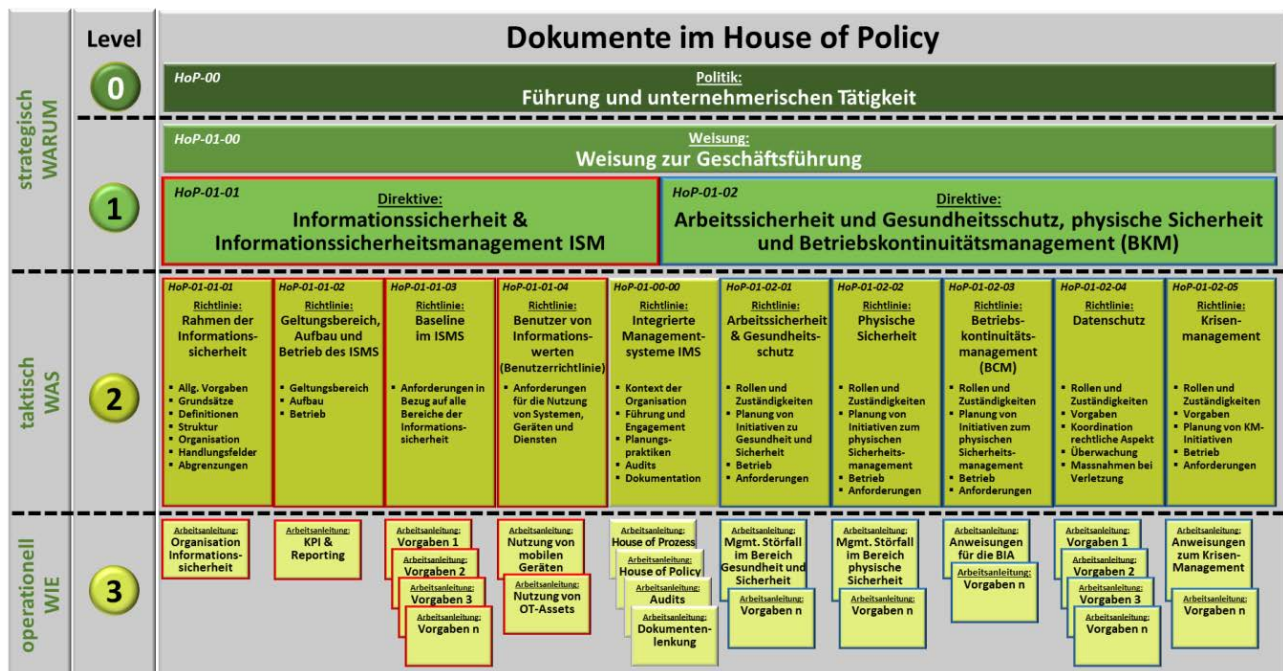 Level
Dokumente im House of Policy
strategisch
WARUM
0
HoP-00
Politik:
Führung und unternehmerischen Tätigkeit
HoP-01-00
Weisung:
Weisung zur Geschäftsführung
1
HoP-01-01
Direktive:
Informationssicherheit &
Informationssicherheitsmanagement ISM
HoP-01-02
Direktive:
Arbeitssicherheit und Gesundheitsschutz, physische Sicherheit
und Betriebskontinuitätsmanagement (BKM)
taktisch
WAS
2
HoP-01-01-01
Richtlinie:
Rahmen der
Informations-
sicherheit
▪ Allg. Vorgaben
▪ Grundsätze
▪ Definitionen
▪ Struktur
▪ Organisation
▪ Handlungsfelder
▪ Abgrenzungen
HoP-01-01-02
Richtlinie:
Geltungsbereich,
Aufbau und
Betrieb des ISMS
▪ Geltungsbereich
▪ Aufbau
▪ Betrieb
HoP-01-01-03
Richtlinie:
Baseline
im ISMS
▪ Anforderungen in
Bezug auf alle
Bereiche der
Informations-
sicherheit
HoP-01-01-04
Richtlinie:
Benutzer von
Informations-
werten
(Benutzerrichtlinie)
▪ Anforderungen
für die Nutzung
von Systemen,
Geräten und
Diensten
HoP-01-00-00
Richtlinie:
Integrierte
Management-
systeme IMS
▪ Kontext der
Organisation
▪ Führung und
Engagement
▪ Planungs-
praktiken
▪ Audits
▪ Dokumentation
HoP-01-02-01
Richtlinie:
Arbeitssicherheit
& Gesundheits-
schutz
▪ Rollen und
Zuständigkeiten
▪ Planung von
Initiativen zu
Gesundheit und
Sicherheit
▪ Betrieb
▪ Anforderungen
HoP-01-02-02
Richtlinie:
Physische
Sicherheit
▪ Rollen und
Zuständigkeiten
▪ Planung von
Initiativen zum
physischen
Sicherheits-
management
▪ Betrieb
▪ Anforderungen
HoP-01-02-03
Richtlinie:
Betriebs-
kontinuitäts-
management
(BCM)
▪ Rollen und
Zuständigkeiten
▪ Planung von
Initiativen zum
physischen
Sicherheits-
management
▪ Betrieb
▪ Anforderungen
HoP-01-02-04
Richtlinie:
Datenschutz
▪ Rollen und
Zuständigkeiten
▪ Vorgaben
▪ Koordination
rechtliche Aspekt
▪ Überwachung
▪ Massnahmen bei
Verletzung
HoP-01-02-05
Richtlinie:
Krisen-
management
▪ Rollen und
Zuständigkeiten
▪ Vorgaben
▪ Planung von KM-
Initiativen
▪ Betrieb
▪ Anforderungen
operationell
WIE
3
Arbeitsanleitung:
Organisation
Informations-
sicherheit
Arbeitsanleitung:
KPI &
Reporting
Arbeitsanleitung:
Vorgaben 1
Arbeitsanleitung:
Vorgaben 2
Arbeitsanleitung:
Vorgaben 3
Arbeitsanleitung:
Vorgaben n
Arbeitsanleitung:
Nutzung von
mobilen
Geräten
Arbeitsanleitung:
Nutzung von
OT-Assets
Arbeitsanleitung:
House of Prozess
Arbeitsanleitung:
House of Policy
Arbeitsanleitung:
Audits
Arbeitsanleitung:
Dokumenten-
lenkung
Arbeitsanleitung:
Mgmt. Störfall
im Bereich
Gesundheit und
Sicherheit
Arbeitsanleitung:
Vorgaben n
Arbeitsanleitung:
Mgmt. Störfall
im Bereich
physische
Sicherheit
Arbeitsanleitung:
Vorgaben n
Arbeitsanleitung:
Anweisungen
für die BIA
Arbeitsanleitung:
Vorgaben n
Arbeitsanleitung:
Vorgaben 1
Arbeitsanleitung:
Vorgaben 2
Arbeitsanleitung:
Vorgaben 3
Arbeitsanleitung:
Vorgaben n
Arbeitsanleitung:
Anweisungen
zum Krisen-
Management
Arbeitsanleitung:
Vorgaben n